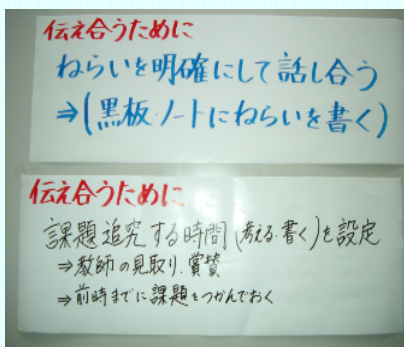 伝え合うために
ねらいを明確にして話し合う
⇒(黒板・ノートにねらいを書く)
伝え合うために
課題追究する時間(考える・書く)を設定
⇒教師の見取り、賞賛
⇒前時までに課題をつかんでおく